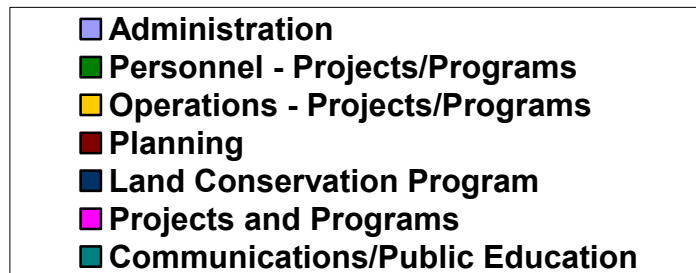 Administration
Personnel - Projects/Programs
Operations - Projects/Programs
Planning
Land Conservation Program
Projects and Programs
Communications/Public Education